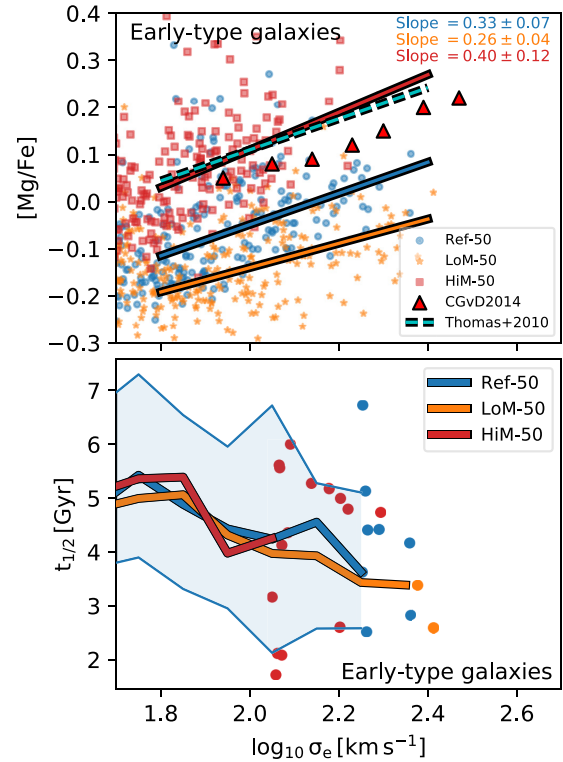 Early-type galaxies
Slope = 0.33 ± 0.07
Slope = 0.26 ± 0.04
Slope = 0.40 ± 0.12
0.4
0.3
0.2
0.1
0.0
−0.1
−0.2
−0.3
[Mg/Fe]
Ref-50
LoM-50
HiM-50
CGvD2014
Thomas+2010
7
6
5
4
3
2
t1/2 [Gyr]
Ref-50
LoM-50
HiM-50
Early-type galaxies
1.8 2.0 2.2 2.4 2.6
log10 σe [km s−1]